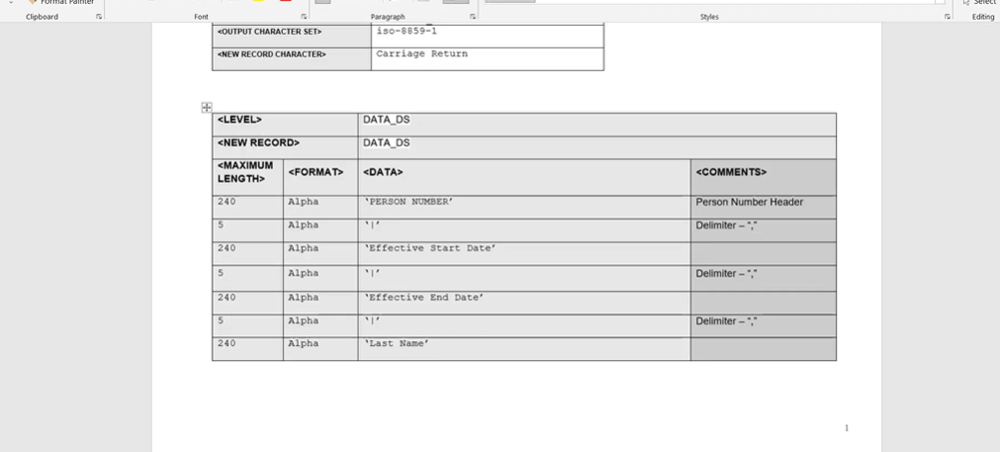 Format Painter
Select
Clipboard
Font
Paragraph
Styles
Editing
<OUTPUT CHARACTER SET> iso-8859-1
<NEW RECORD CHARACTER> Carriage Return
<LEVEL> DATA_DS
<NEW RECORD> DATA_DS
<MAXIMUM LENGTH> <FORMAT> <DATA> <COMMENTS>
240 Alpha ‘PERSON NUMBER’ Person Number Header
5 Alpha ‘|’ Delimiter – “,”
240 Alpha ‘Effective Start Date’
5 Alpha ‘|’ Delimiter – “,”
240 Alpha ‘Effective End Date’
5 Alpha ‘|’ Delimiter – “,”
240 Alpha ‘Last Name’
1